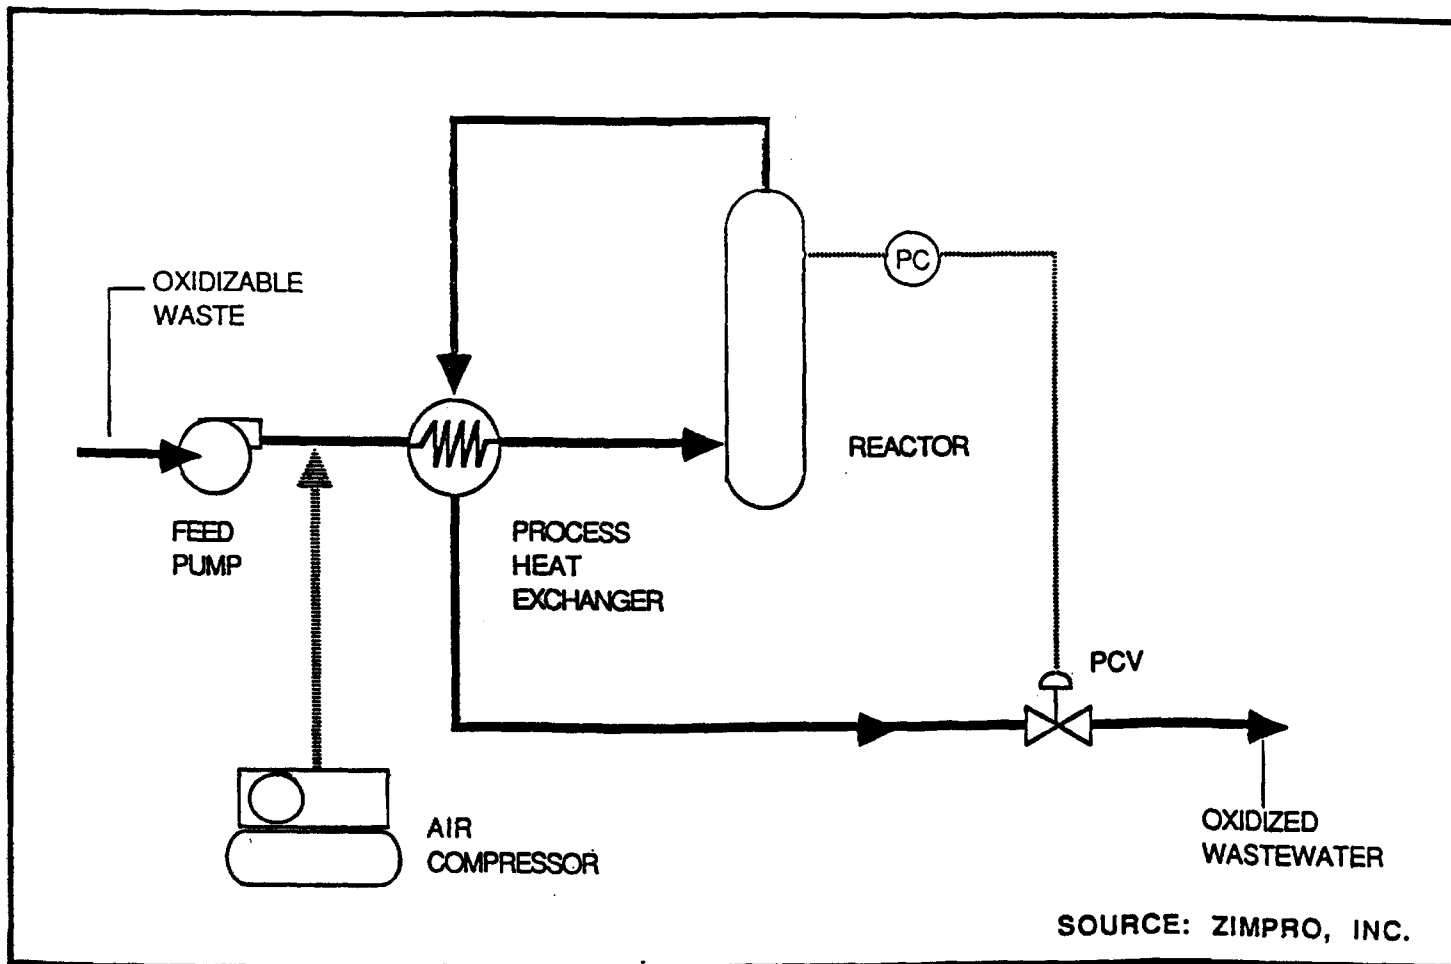 OXIDIZABLE
WASTE
PC
REACTOR
FEED
PUMP
PROCESS
HEAT
EXCHANGER
PCV
AIR
COMPRESSOR
OXIDIZED
WASTEWATER
SOURCE: ZIMPRO, INC.